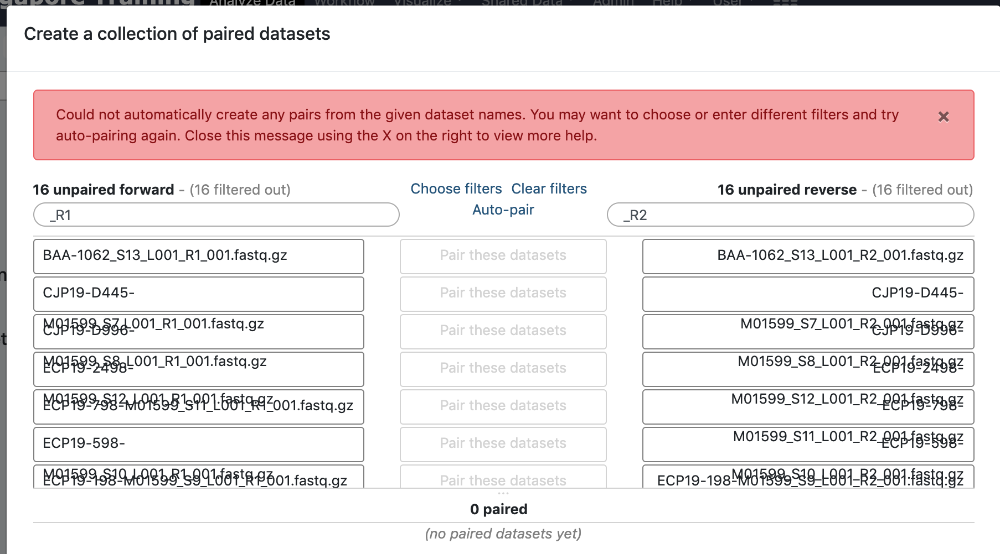 gapore Training Analyze Data Workflow Visualize Shared Data Admin Help User
Create a collection of paired datasets
Could not automatically create any pairs from the given dataset names. You may want to choose or enter different filters and try
auto-pairing again. Close this message using the X on the right to view more help.
16 unpaired forward - (16 filtered out)
Choose filters Clear filters
16 unpaired reverse - (16 filtered out)
_R1
Auto-pair
_R2
BAA-1062_S13_L001_R1_001.fastq.gz
Pair these datasets
BAA-1062_S13_L001_R2_001.fastq.gz
CJP19-D445-
Pair these datasets
CJP19-D445-
M01599_S7_L001_R1_001.fastq.gz
M01599_S7_L001_R2_001.fastq.gz
CJP19-D996-
Pair these datasets
CJP19-D996-
M01599_S8_L001_R1_001.fastq.gz
M01599_S8_L001_R2_001.fastq.gz
ECP19-2498-
Pair these datasets
ECP19-2498-
M01599_S12_L001_R1_001.fastq.gz
M01599_S12_L001_R2_001.fastq.gz
ECP19-798-M01599_S11_L001_R1_001.fastq.gz
Pair these datasets
ECP19-798-
M01599_S11_L001_R2_001.fastq.gz
ECP19-598-
Pair these datasets
ECP19-598-
M01599_S10_L001_R1_001.fastq.gz
M01599_S10_L001_R2_001.fastq.gz
ECP19-198-M01599_S9_L001_R1_001.fastq.gz
Pair these datasets
ECP19-198-M01599_S9_L001_R2_001.fastq.gz
0 paired
(no paired datasets yet)